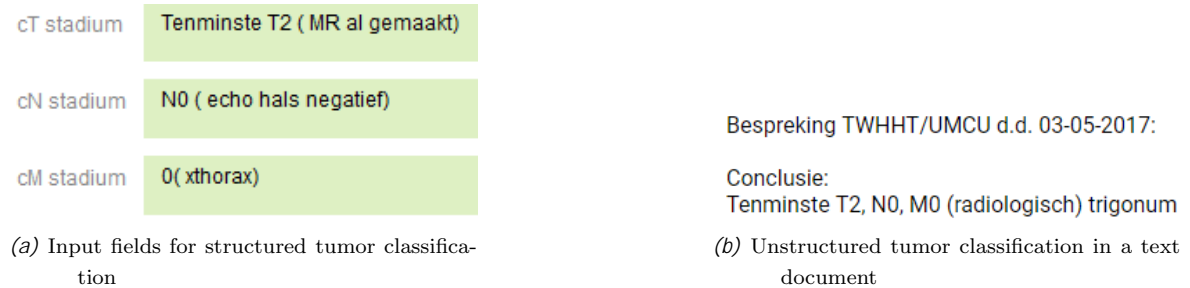 cT stadium Tenminste T2 ( MR al gemaakt)
cN stadium N0 ( echo hals negatief)
cM stadium 0( xthorax)
(a) Input fields for structured tumor classifica-
tion
Bespreking TWHHT/UMCU d.d. 03-05-2017:
Conclusie:
Tenminste T2, N0, M0 (radiologisch) trigonum
(b) Unstructured tumor classification in a text
document